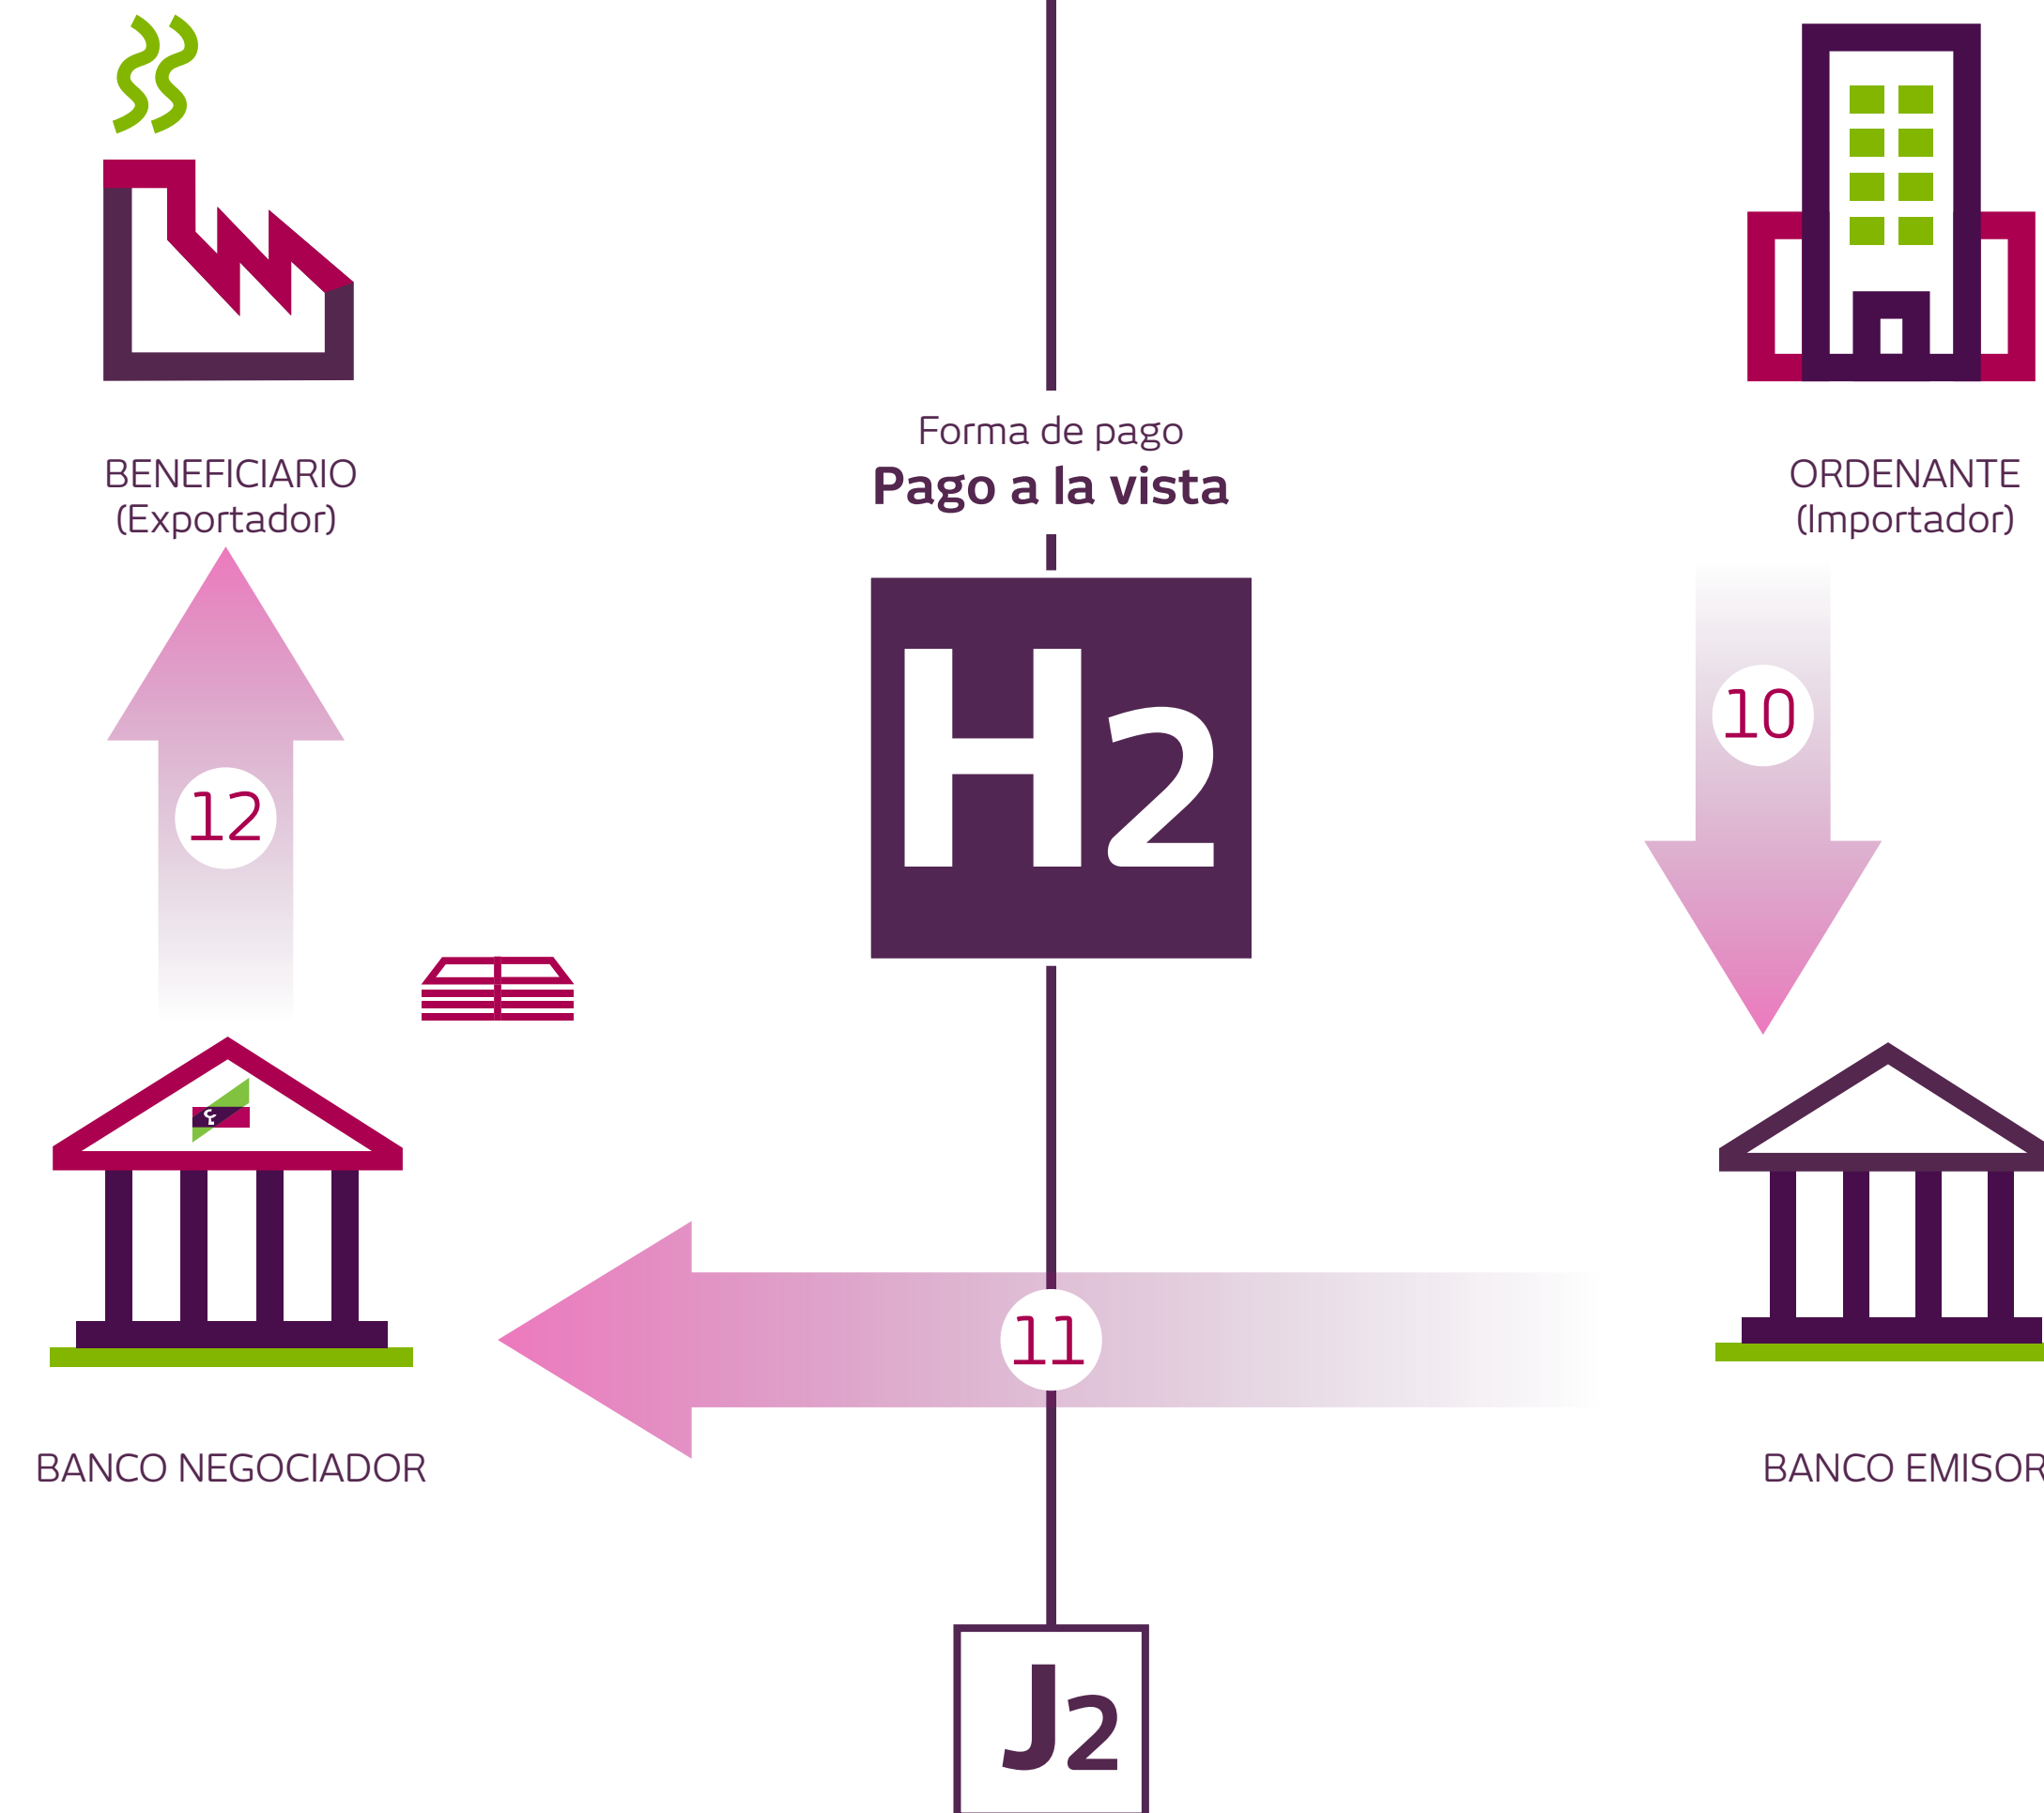 Forma de pago
Pago a la vista
BENEFICIARIO
(Exportador)
ORDENANTE
(Importador)
H2
10
12
11
BANCO NEGOCIADOR
BANCO EMISOR
J2